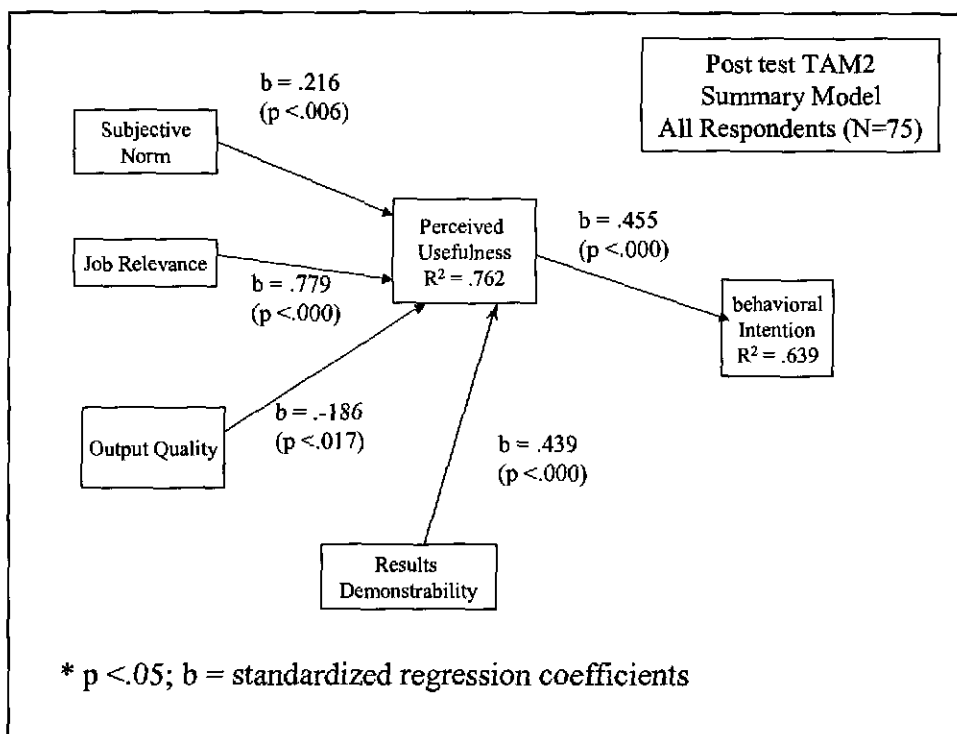 Post test TAM2
Summary Model
All Respondents (N=75)
b = .216
(p <.006)
Subjective
Norm
Perceived
Usefulness
R² = .762
b = .455
(p <.000)
Job Relevance
b = .779
(p <.000)
behavioral
Intention
R² = .639
Output Quality
b = .-186
(p <.017)
b = .439
(p <.000)
Results
Demonstrability
* p <.05; b = standardized regression coefficients